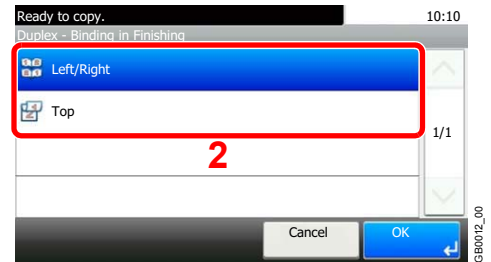 Ready to copy.
10:10
Duplex - Binding in Finishing
Left/Right
Top
1/1
2
Cancel
OK
GB0012_00